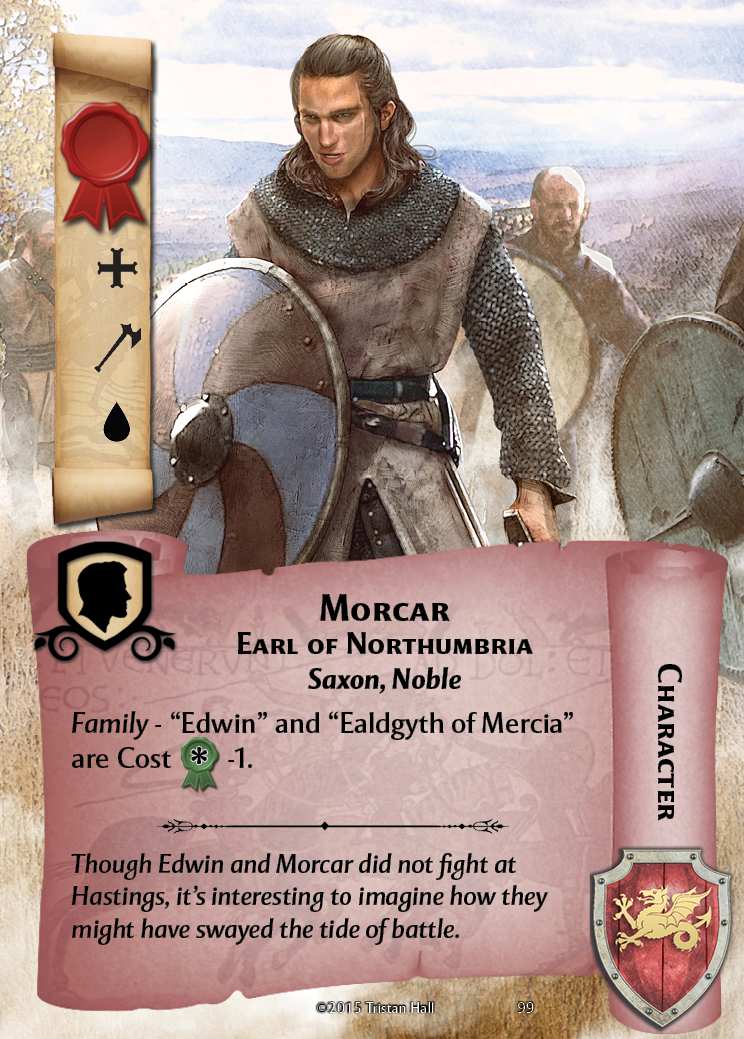 Morcar
Earl of Northumbria
Saxon, Noble
Family - “Edwin” and “Ealdgyth of Mercia”
are Cost * -1.
Though Edwin and Morcar did not fight at
Hastings, it’s interesting to imagine how they
might have swayed the tide of battle.
Character
©2015 Tristan Hall 99